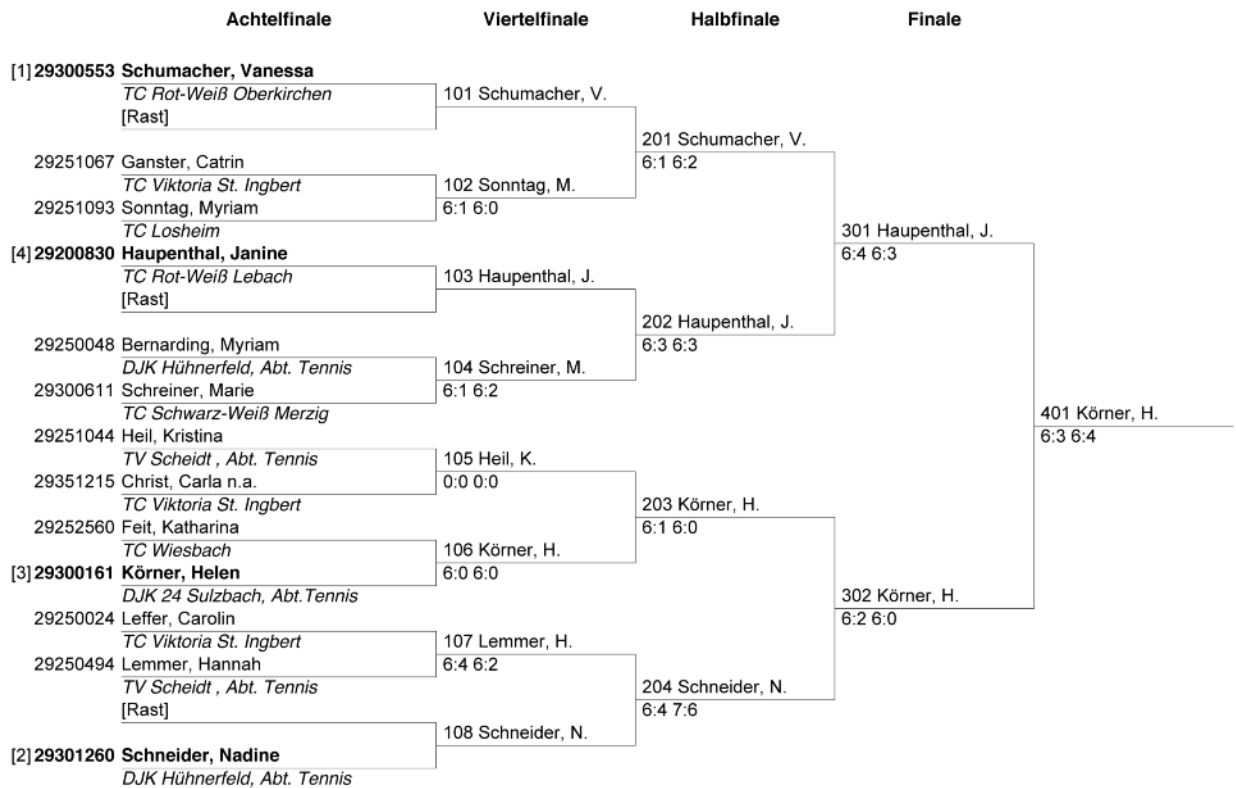 Achtelfinale Viertelfinale Halbfinale Finale
[1] 29300553 Schumacher, Vanessa
TC Rot-Weiß Oberkirchen 101 Schumacher, V.
[Rast]
201 Schumacher, V.
29251067 Ganster, Catrin 6:1 6:2
TC Viktoria St. Ingbert 102 Sonntag, M.
29251093 Sonntag, Myriam 6:1 6:0
TC Losheim 301 Haupenthal, J.
[4] 29200830 Haupenthal, Janine 6:4 6:3
TC Rot-Weiß Lebach 103 Haupenthal, J.
[Rast]
202 Haupenthal, J.
29250048 Bernarding, Myriam 6:3 6:3
DJK Hühnerfeld, Abt. Tennis 104 Schreiner, M.
29300611 Schreiner, Marie 6:1 6:2
TC Schwarz-Weiß Merzig 401 Körner, H.
29251044 Heil, Kristina 6:3 6:4
TV Scheidt , Abt. Tennis 105 Heil, K.
29351215 Christ, Carla n.a. 0:0 0:0
TC Viktoria St. Ingbert 203 Körner, H.
29252560 Feit, Katharina 6:1 6:0
TC Wiesbach 106 Körner, H.
[3] 29300161 Körner, Helen 6:0 6:0
DJK 24 Sulzbach, Abt.Tennis 302 Körner, H.
29250024 Leffer, Carolin 6:2 6:0
TC Viktoria St. Ingbert 107 Lemmer, H.
29250494 Lemmer, Hannah 6:4 6:2
TV Scheidt , Abt. Tennis 204 Schneider, N.
[Rast] 6:4 7:6
108 Schneider, N.
[2] 29301260 Schneider, Nadine
DJK Hühnerfeld, Abt. Tennis